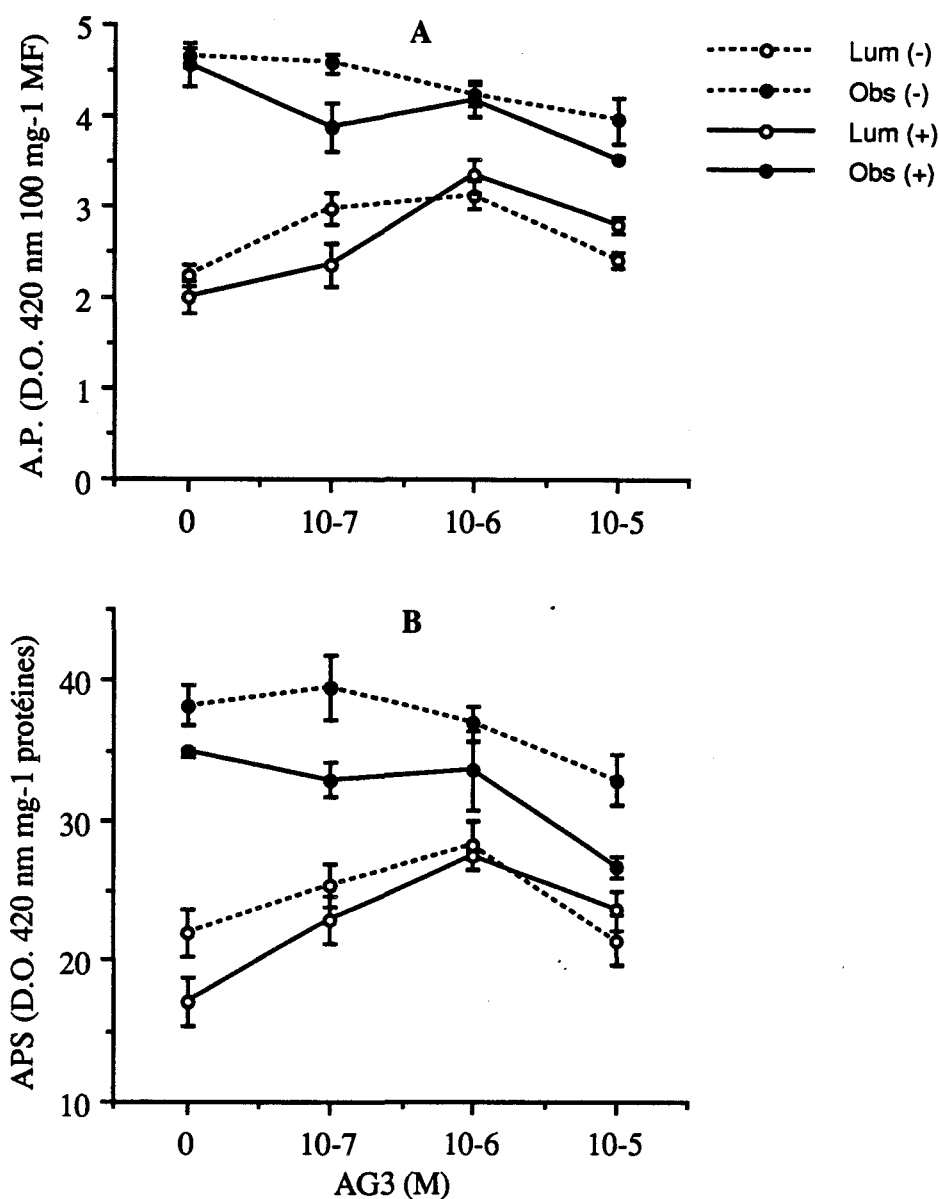 A
A.P. (D.O. 420 nm 100 mg-1 MF)
5
4
3
2
1
0
0 10-7 10-6 10-5
Lum (-)
Obs (-)
Lum (+)
Obs (+)
B
APS (D.O. 420 nm mg-1 protéines)
40
30
20
10
0 10-7 10-6 10-5
AG3 (M)